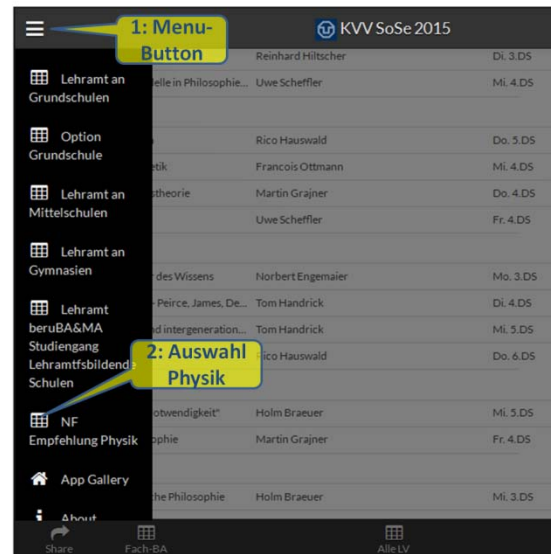 1: Menu-
Button
KVV SoSe 2015
Reinhard Hiltscher Di. 3.DS
Lehramt an
Grundschulen
elle in Philosophie... Uwe Scheffler Mi. 4.DS
Option
Grundschule
Rico Hauswald Do. 5.DS
etik Francois Ottmann Mi. 4.DS
Lehramt an
Mittelschulen
stheorie Martin Grajner Do. 4.DS
Uwe Scheffler Fr. 4.DS
Lehramt an
Gymnasien
des Wissens Norbert Engemaier Mo. 3.DS
- Peirce, James, De... Tom Handrick Di. 4.DS
Lehramt
beruBA&MA
Studiengang
Lehramtfsbildende
Schulen
d intergeneration... Tom Handrick Mi. 5.DS
2: Auswahl
Physik
Rico Hauswald Do. 6.DS
NF
Empfehlung Physik
otwendigkeit" Holm Braeuer Mi. 5.DS
ophie Martin Grajner Fr. 4.DS
App Gallery
he Philosophie Holm Braeuer Mi. 3.DS
About
Share Fach-BA Alle LV